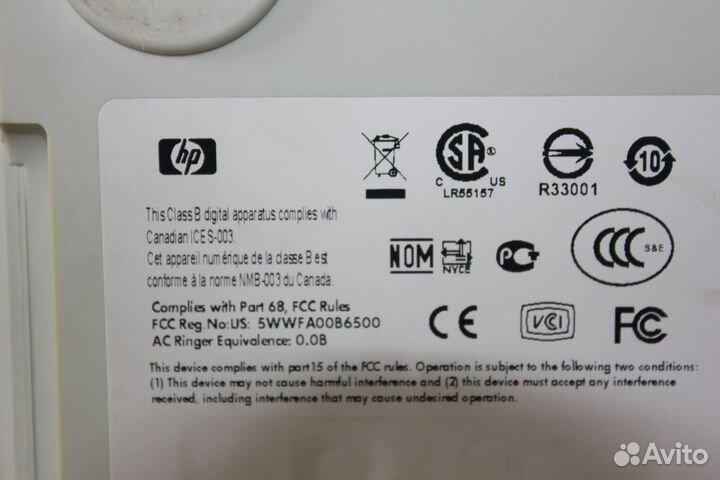 hp
SA
C US
LR55157
R33001
10
This Class B digital apparatus complies with
Canadian ICES-003.
Cet appareil numérique de la classe B est
conforme à la norme NMB-003 du Canada.
NOM
NYCE
PG
CCC S&E
Complies with Part 68, FCC Rules
FCC Reg.No:US: 5WWFA00B6500
AC Ringer Equivalence: 0.0B
CE
VCI
FC
This device complies with part 15 of the FCC rules. Operation is subject to the following two conditions:
(1) This device may not cause harmful interference and (2) this device must accept any interference
received, including interference that may cause undesired operation.
Avito